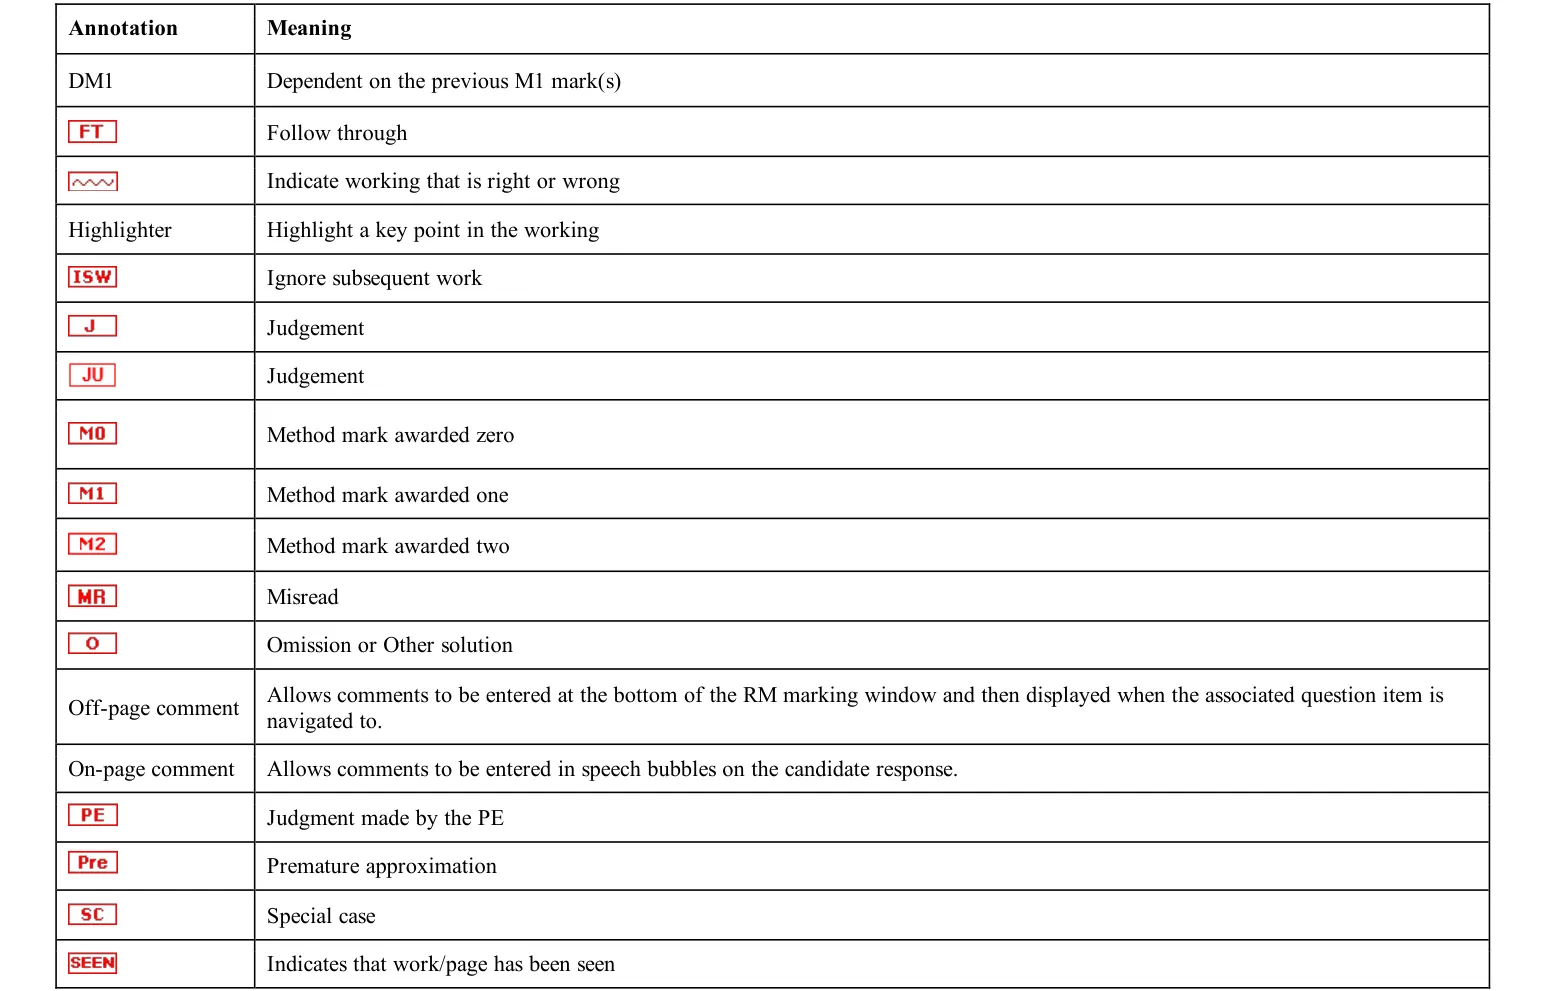 Annotation Meaning
DM1 Dependent on the previous M1 mark(s)
FT Follow through
Indicate working that is right or wrong
Highlighter Highlight a key point in the working
ISW Ignore subsequent work
J Judgement
JU Judgement
M0 Method mark awarded zero
M1 Method mark awarded one
M2 Method mark awarded two
MR Misread
O Omission or Other solution
Off-page comment Allows comments to be entered at the bottom of the RM marking window and then displayed when the associated question item is
navigated to.
On-page comment Allows comments to be entered in speech bubbles on the candidate response.
PE Judgment made by the PE
Pre Premature approximation
SC Special case
SEEN Indicates that work/page has been seen